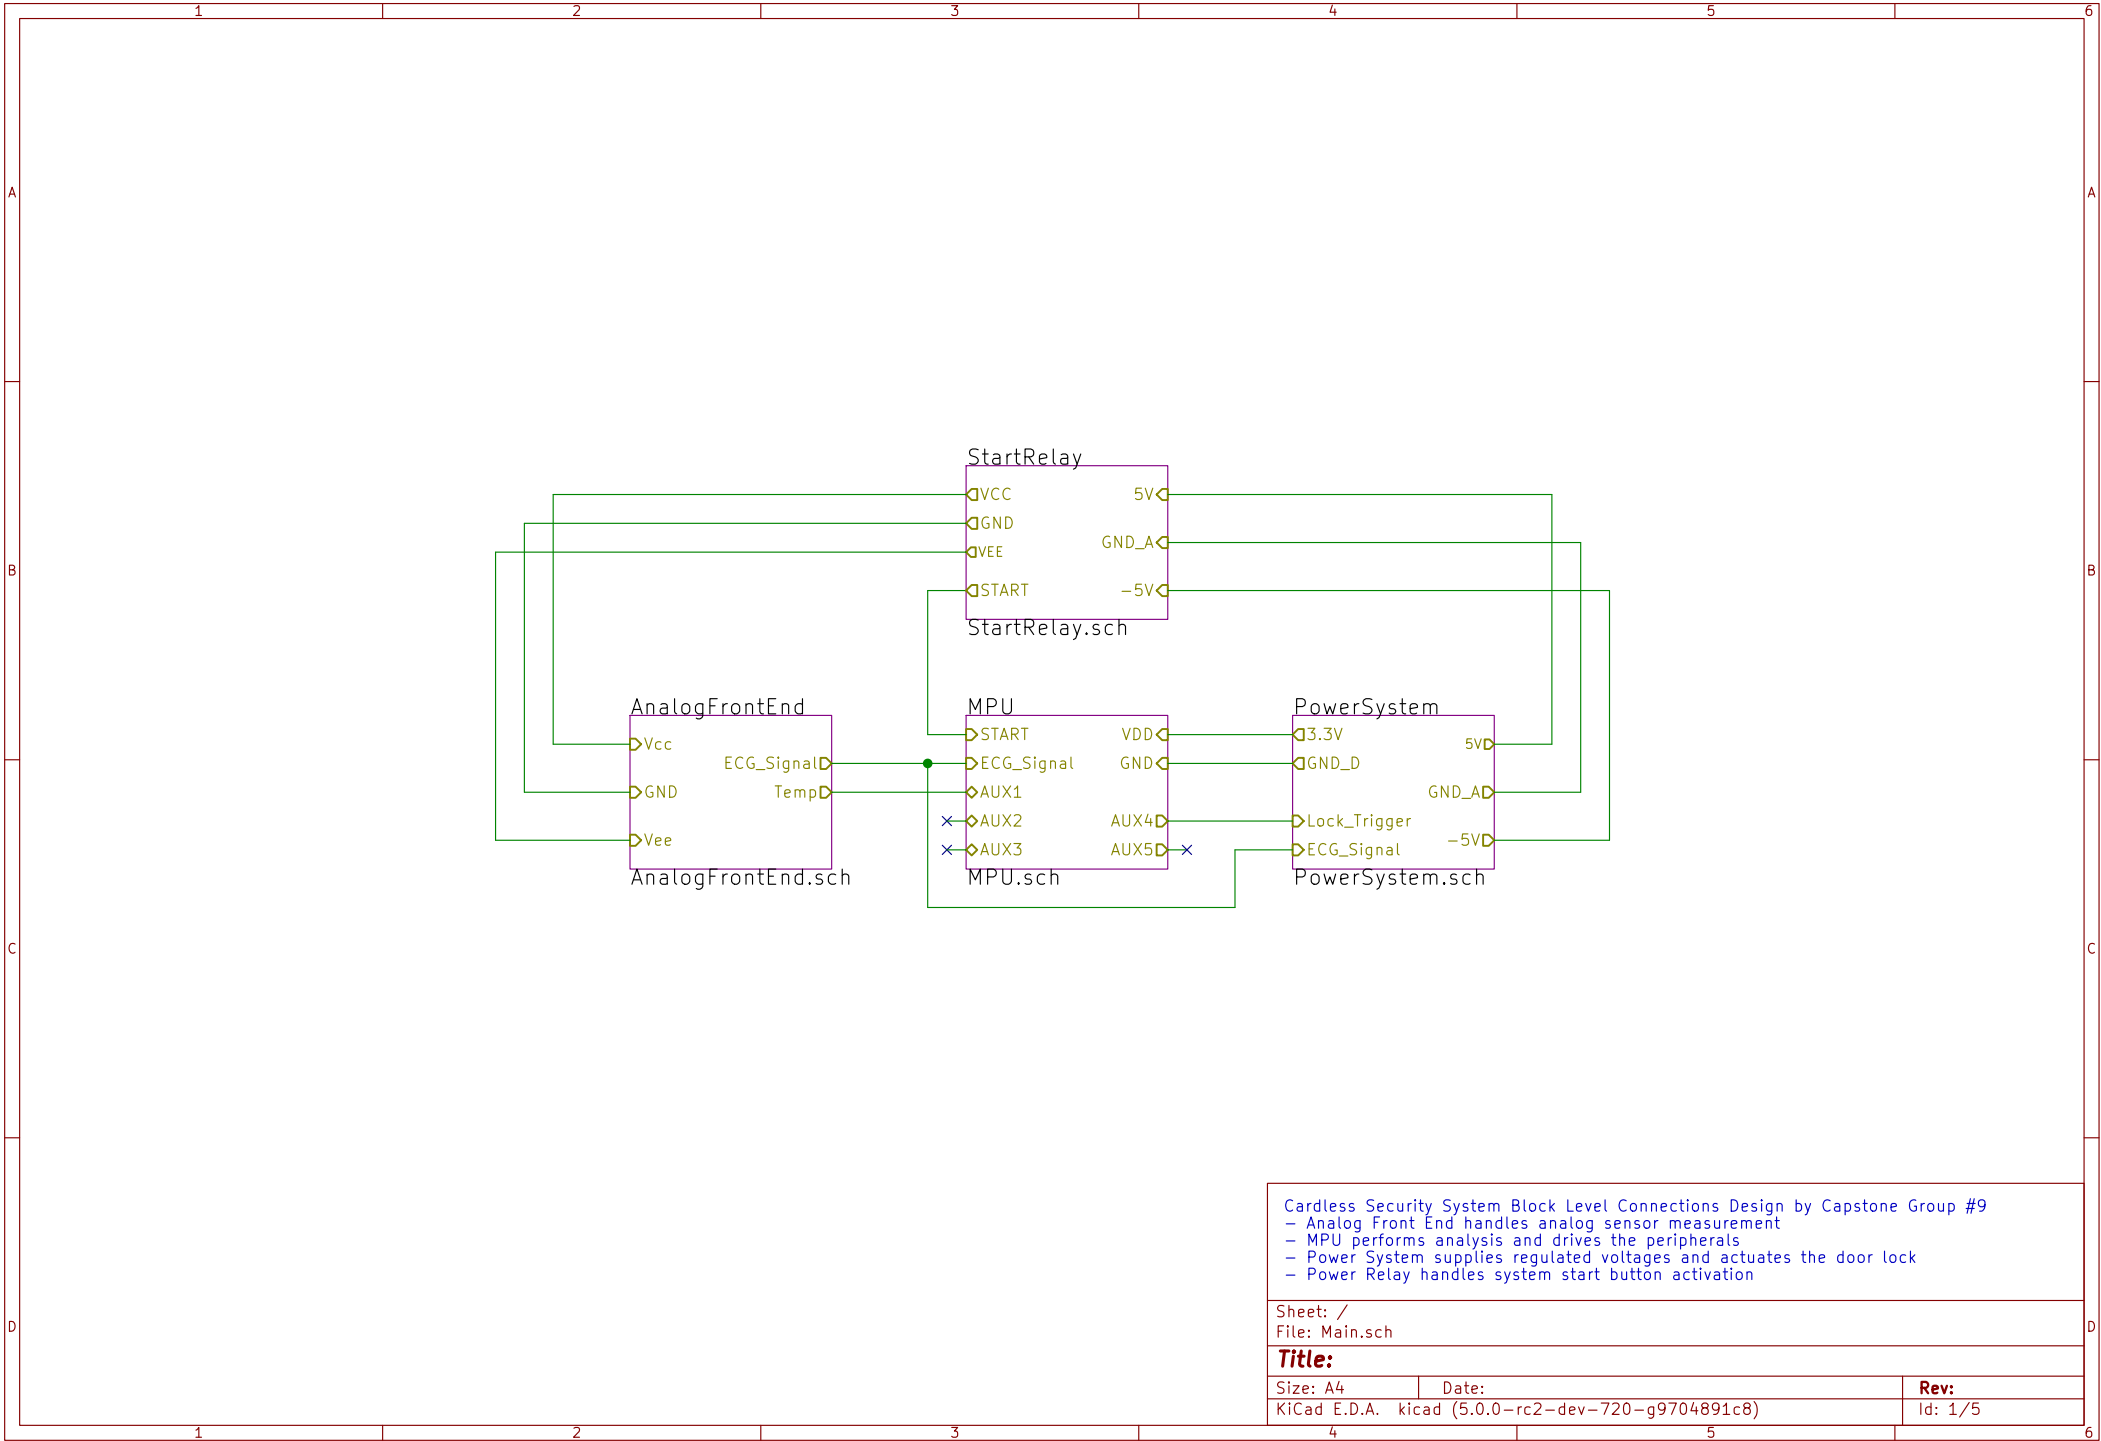 1 2 3 4 5 6
A A
StartRelay
VCC 5V
GND
GND_A
VEE
START -5V
B B
StartRelay.sch
AnalogFrontEnd MPU PowerSystem
START VDD 3.3V
Vcc 5V
ECG_Signal ECG_Signal GND GND_D
GND Temp AUX1 GND_A
AUX2 AUX4 Lock_Trigger
Vee -5V
AUX3 AUX5 ECG_Signal
AnalogFrontEnd.sch MPU.sch PowerSystem.sch
C C
Cardless Security System Block Level Connections Design by Capstone Group #9
- Analog Front End handles analog sensor measurement
- MPU performs analysis and drives the peripherals
- Power System supplies regulated voltages and actuates the door lock
- Power Relay handles system start button activation
Sheet: /
D D
File: Main.sch
Title:
Size: A4 Date: Rev:
KiCad E.D.A. kicad (5.0.0-rc2-dev-720-g9704891c8) Id: 1/5
1 2 3 4 5 6